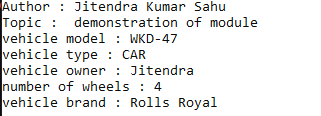 Author : Jitendra Kumar Sahu
Topic :  demonstration of module
vehicle model : WKD-47
vehicle type : CAR
vehicle owner : Jitendra
number of wheels : 4
vehicle brand : Rolls Royal